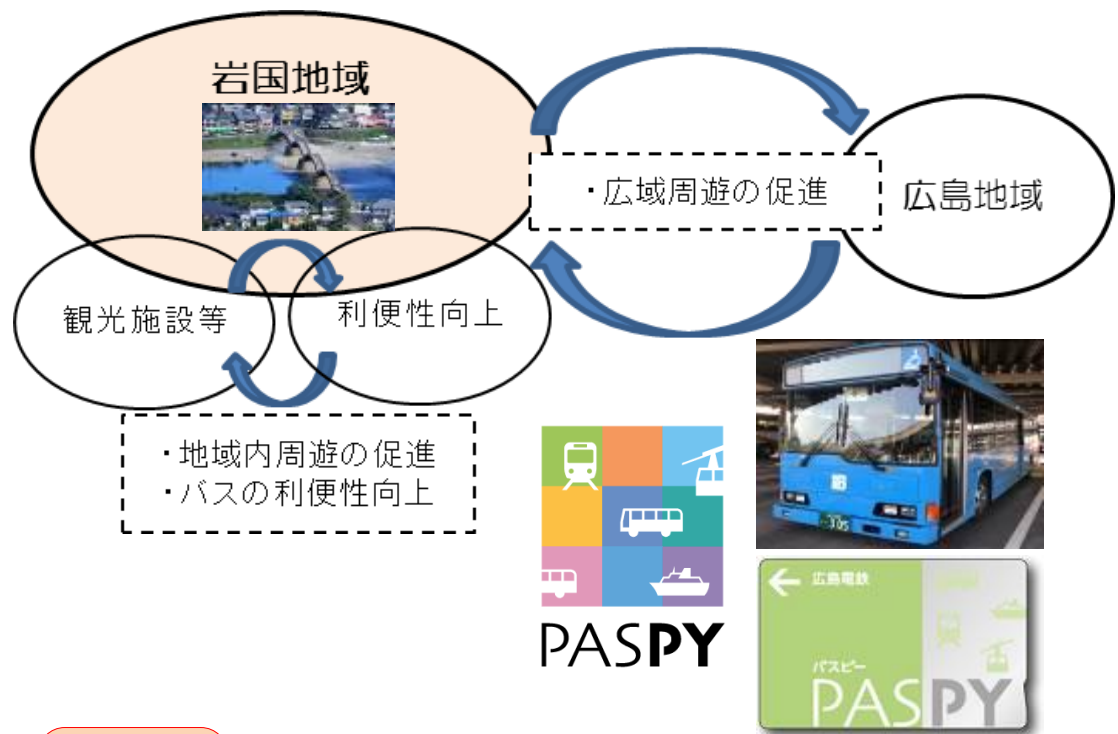 岩国地域
・広域周遊の促進
広島地域
観光施設等
利便性向上
・地域内周遊の促進
・バスの利便性向上
PASPY
305
広島電鉄
パスピー
PASPY